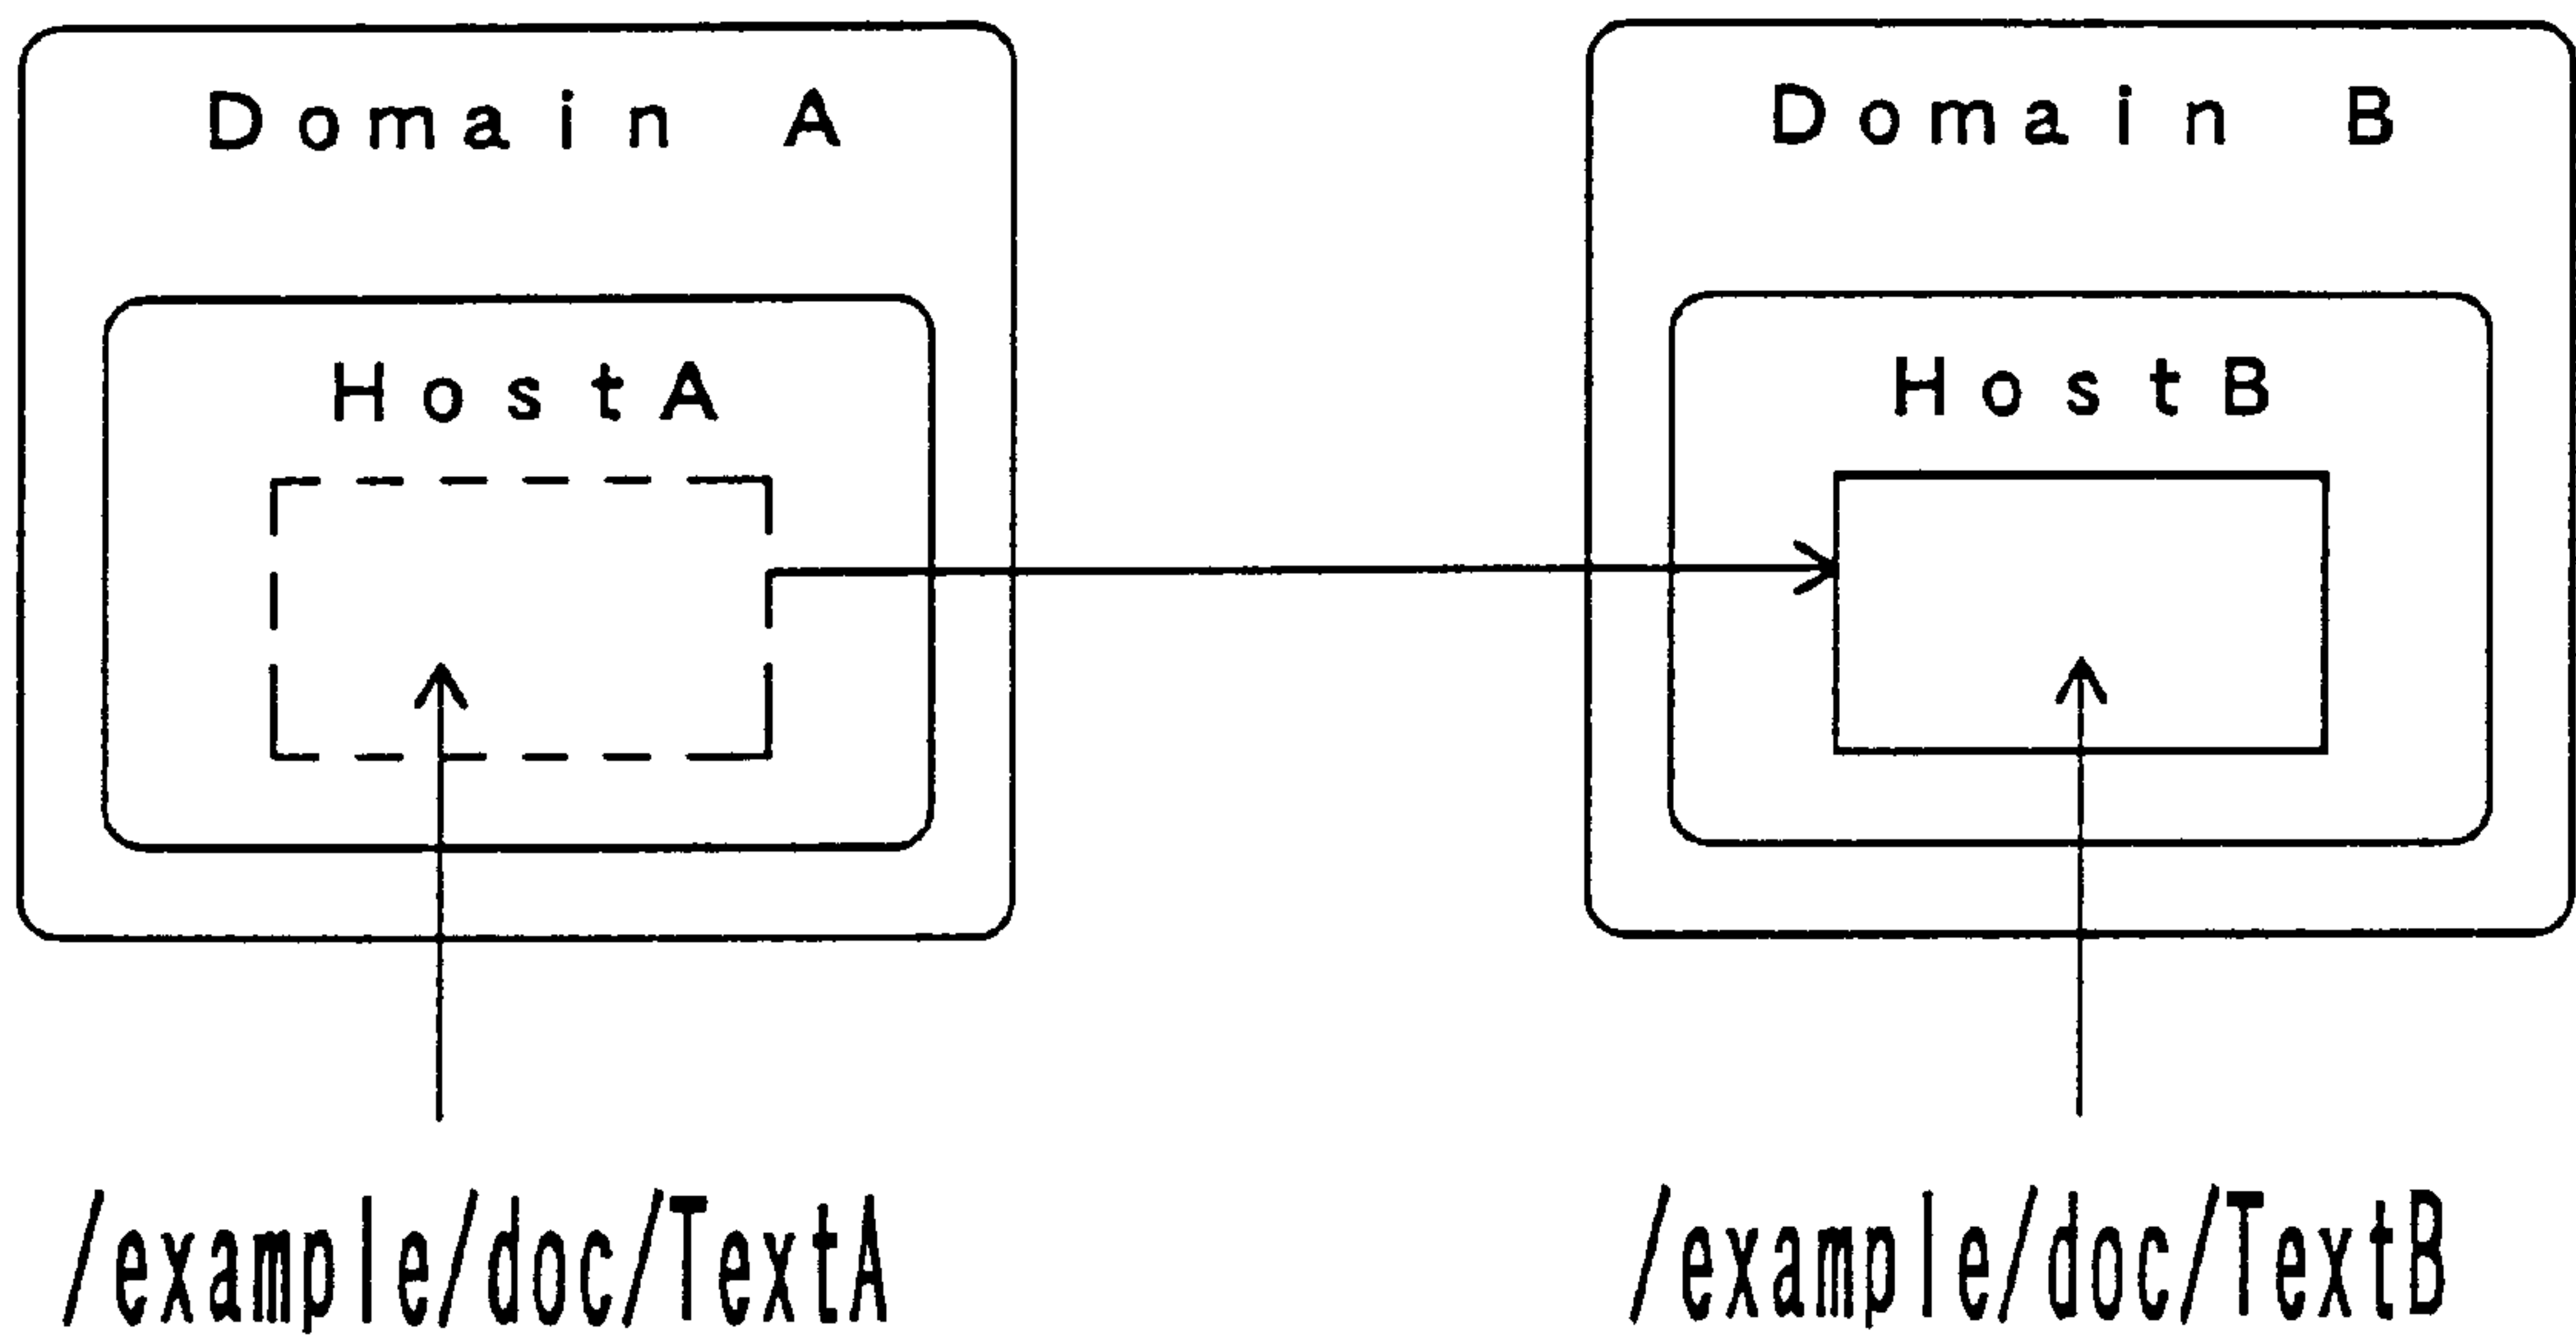 Domain A
Domain B
HostA
HostB
/example/doc/TextA
/example/doc/TextB